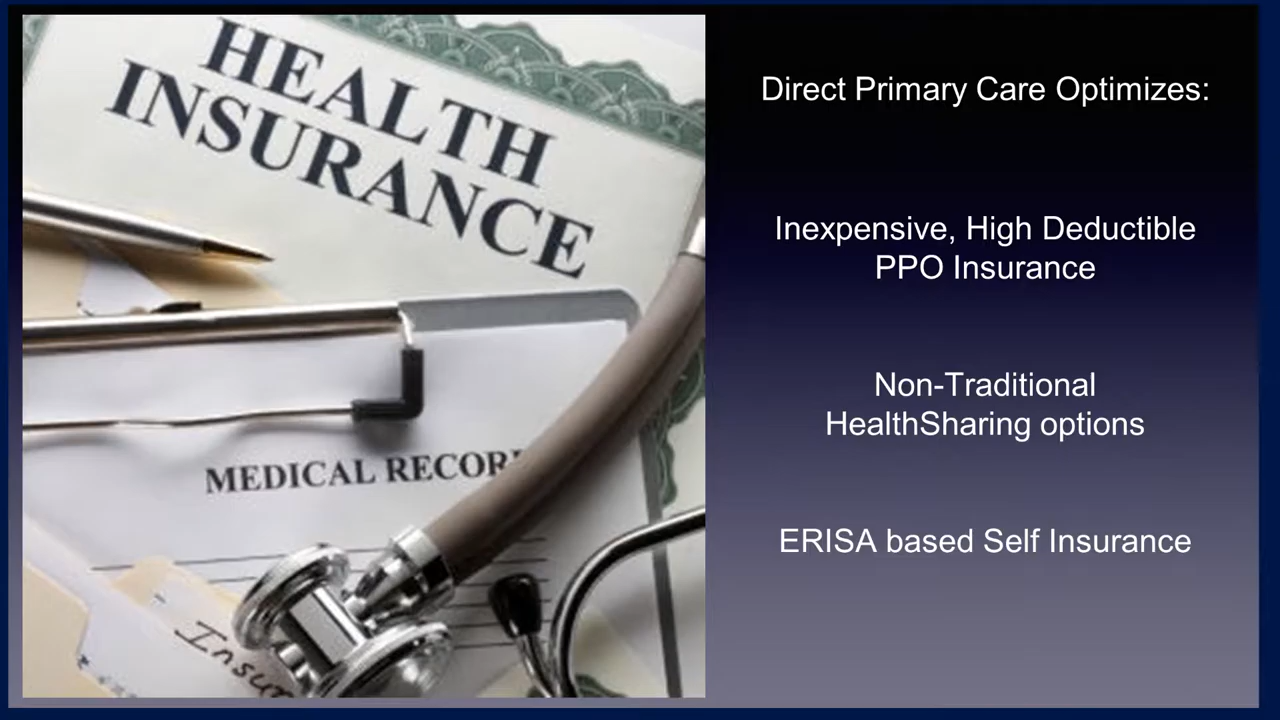 HEALTH
INSURANCE
MEDICAL RECOR
Insur
Direct Primary Care Optimizes:
Inexpensive, High Deductible
PPO Insurance
Non-Traditional
HealthSharing options
ERISA based Self Insurance